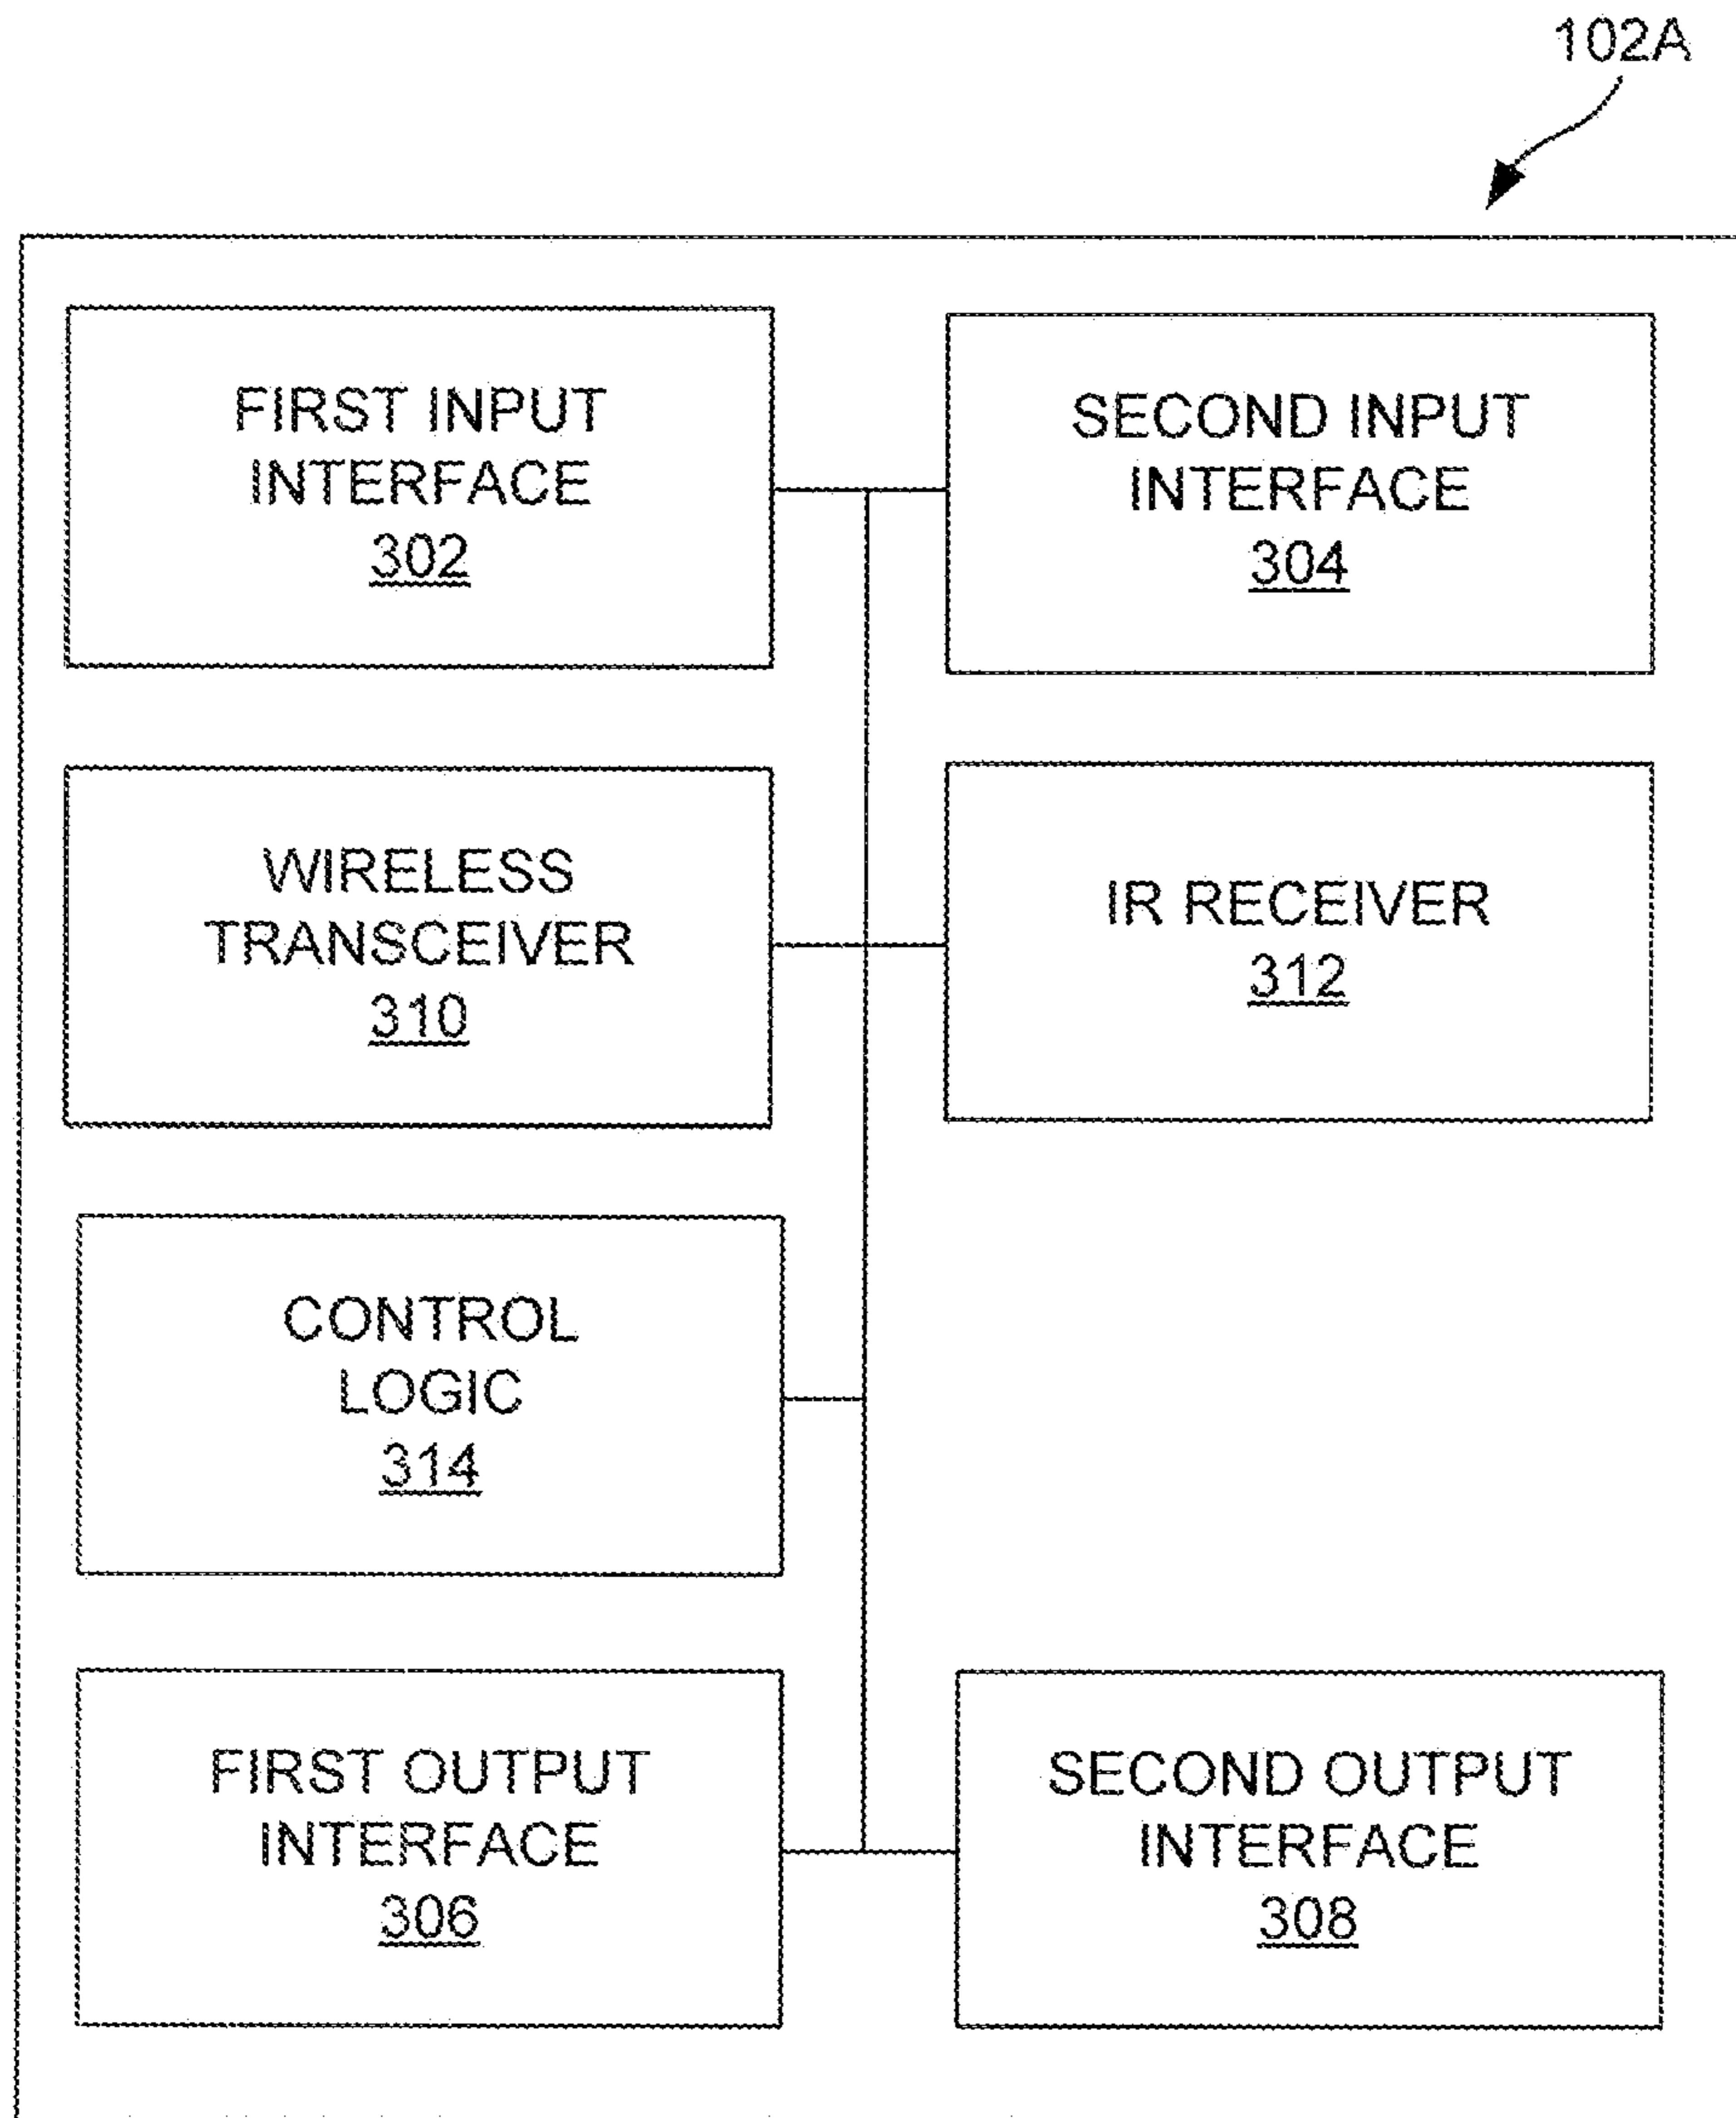 102A
FIRST INPUT
INTERFACE
302
SECOND INPUT
INTERFACE
304
WIRELESS
TRANSCEIVER
310
IR RECEIVER
312
CONTROL
LOGIC
314
FIRST OUTPUT
INTERFACE
306
SECOND OUTPUT
INTERFACE
308